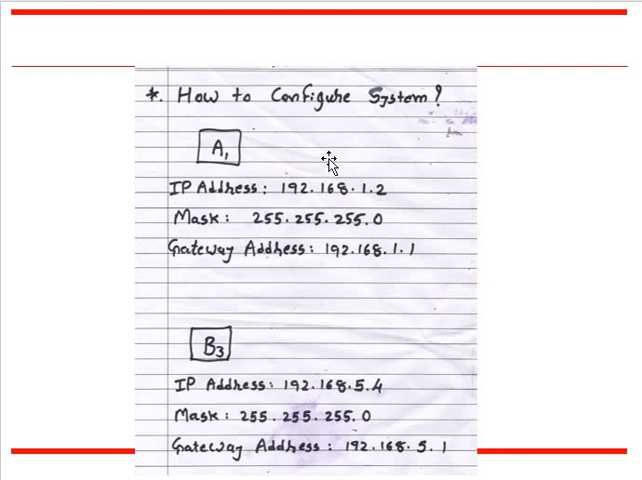 *. How to Configure System?
A1
IP Address: 192.168.1.2
Mask: 255.255.255.0
Gateway Address: 192.168.1.1
B3
IP Address: 192.168.5.4
Mask: 255.255.255.0
Gateway Address: 192.168.5.1